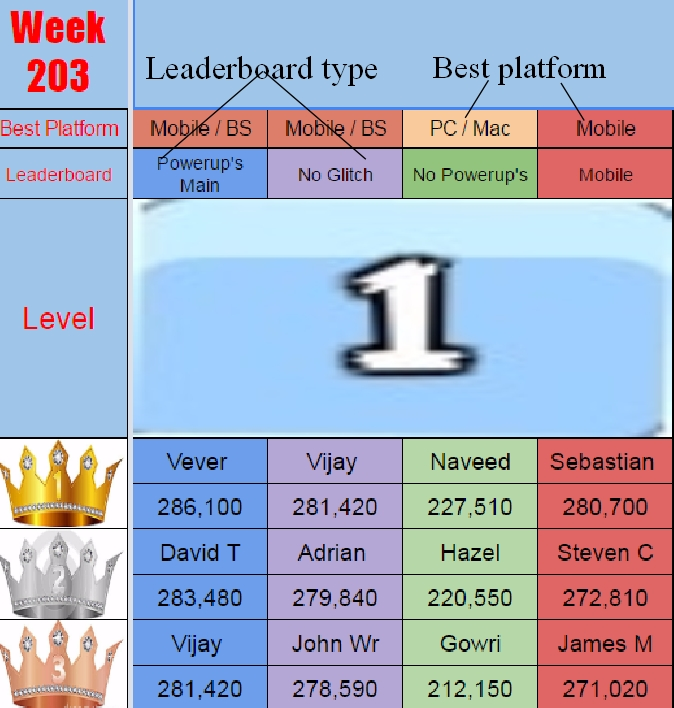 Week
203
Leaderboard type
Best platform
Best Platform
Mobile / BS
Mobile / BS
PC / Mac
Mobile
Leaderboard
Powerup's
Main
No Glitch
No Powerup's
Mobile
Level
1
Vever
Vijay
Naveed
Sebastian
286,100
281,420
227,510
280,700
David T
Adrian
Hazel
Steven C
2
283,480
279,840
220,550
272,810
Vijay
John Wr
Gowri
James M
3
281,420
278,590
212,150
271,020